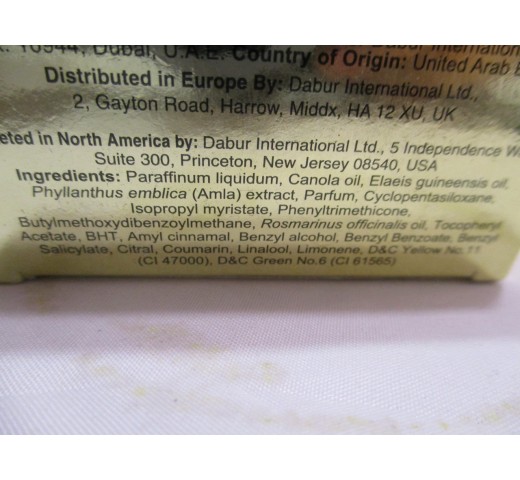 10944, Dubai, U.A.E. Country of Origin: United Arab
Distributed in Europe By: Dabur International Ltd.,
2, Gayton Road, Harrow, Middx, HA 12 XU, UK
in North America by: Dabur International Ltd., 5 Independence
Suite 300, Princeton, New Jersey 08540, USA
Ingredients: Paraffinum liquidum, Canola oil, Elaeis guineensis oil,
Phyllanthus emblica (Amla) extract, Parfum, Cyclopentasiloxane,
Isopropyl myristate, Phenyltrimethicone,
Butylmethoxydibenzoylmethane, Rosmarinus officinalis oil, Tocopheryl
Acetate, BHT, Amyl cinnamal, Benzyl alcohol, Benzyl Benzoate, Benzyl
Salicylate, Citral, Coumarin, Linalool, Limonene, D&C Yellow No.11
(CI 47000), D&C Green No.6 (CI 61565)